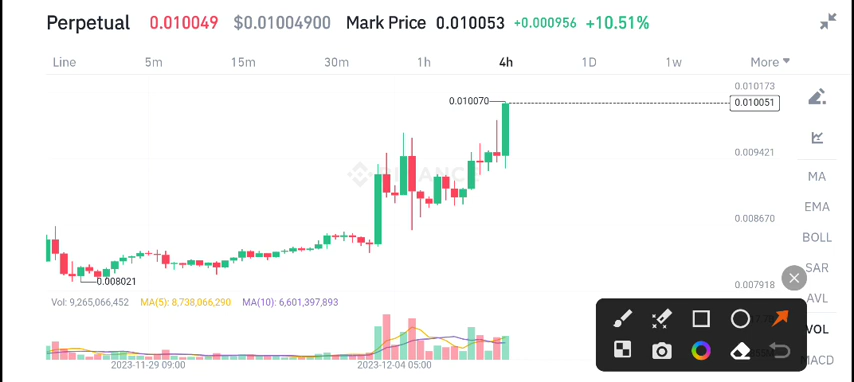 Perpetual 0.010049 $0.01004900 Mark Price 0.010053 +0.000956 +10.51%
Line 5m 15m 30m 1h 4h 1D 1w More
0.010173
0.010070 0.010051
0.009421
BINANCE
MA
EMA
0.008670
BOLL
SAR
0.008021 0.007918
AVL
Vol: 9,265,066,452 MA(5): 8,738,066,290 MA(10): 6,601,397,893
VOL
MACD
2023-11-29 09:00 2023-12-04 05:00